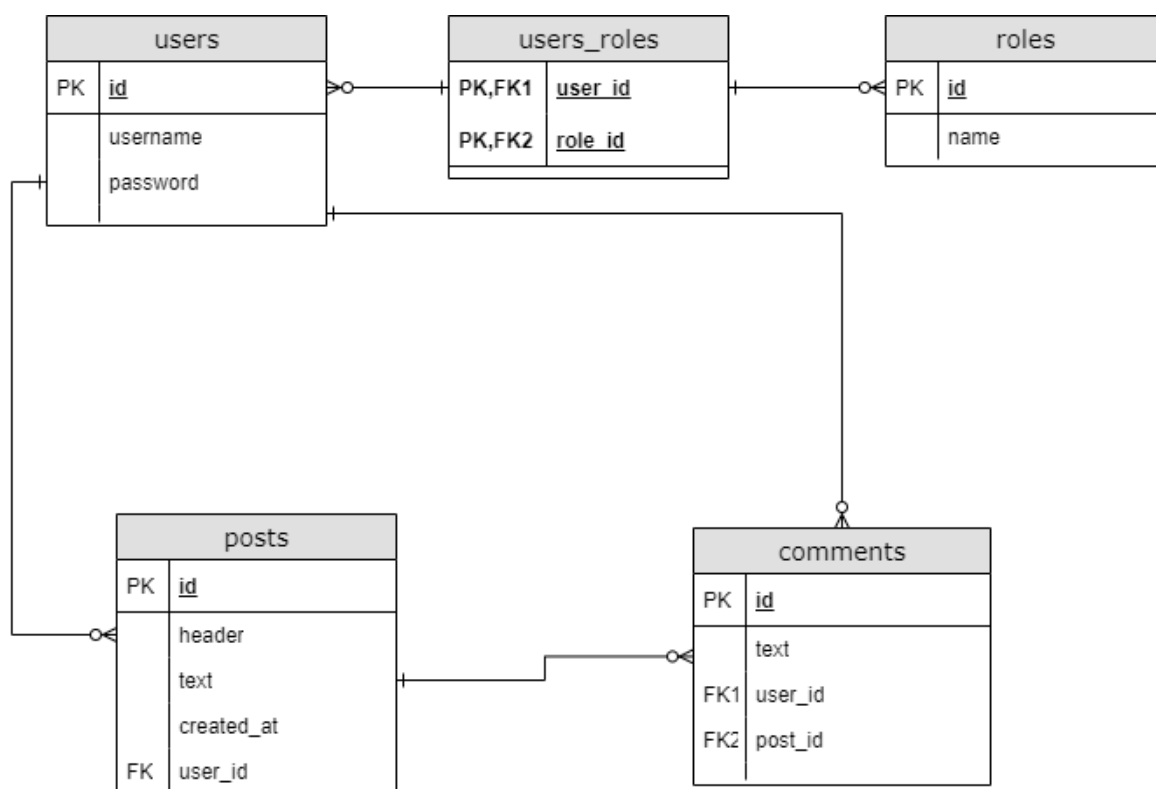 users
PK id
username
password
users_roles
PK,FK1 user_id
PK,FK2 role_id
roles
PK id
name
posts
PK id
header
text
created_at
FK user_id
comments
PK id
text
FK1 user_id
FK2 post_id